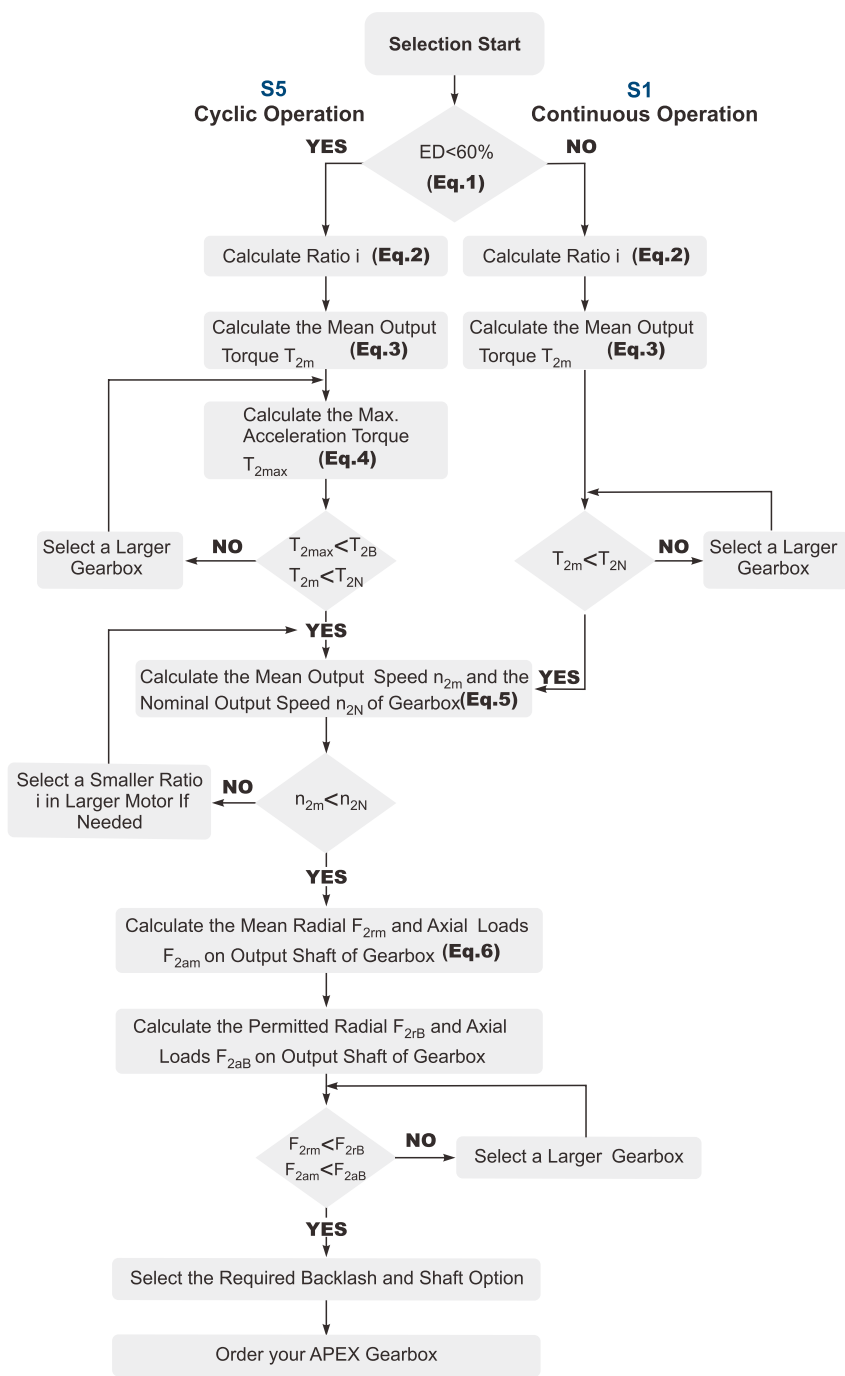 Selection Start
S5
Cyclic Operation
S1
Continuous Operation
YES
ED<60%
(Eq.1)
NO
Calculate Ratio i (Eq.2)
Calculate Ratio i (Eq.2)
Calculate the Mean Output
Torque T2m (Eq.3)
Calculate the Mean Output
Torque T2m (Eq.3)
Calculate the Max.
Acceleration Torque
T2max (Eq.4)
Select a Larger
Gearbox
NO
T2max<T2B
T2m<T2N
T2m<T2N
NO
Select a Larger
Gearbox
YES
Calculate the Mean Output Speed n2m and the
Nominal Output Speed n2N of Gearbox(Eq.5)
YES
Select a Smaller Ratio
i in Larger Motor If
Needed
NO
n2m<n2N
YES
Calculate the Mean Radial F2rm and Axial Loads
F2am on Output Shaft of Gearbox (Eq.6)
Calculate the Permitted Radial F2rB and Axial
Loads F2aB on Output Shaft of Gearbox
F2rm<F2rB
F2am<F2aB
NO
Select a Larger Gearbox
YES
Select the Required Backlash and Shaft Option
Order your APEX Gearbox